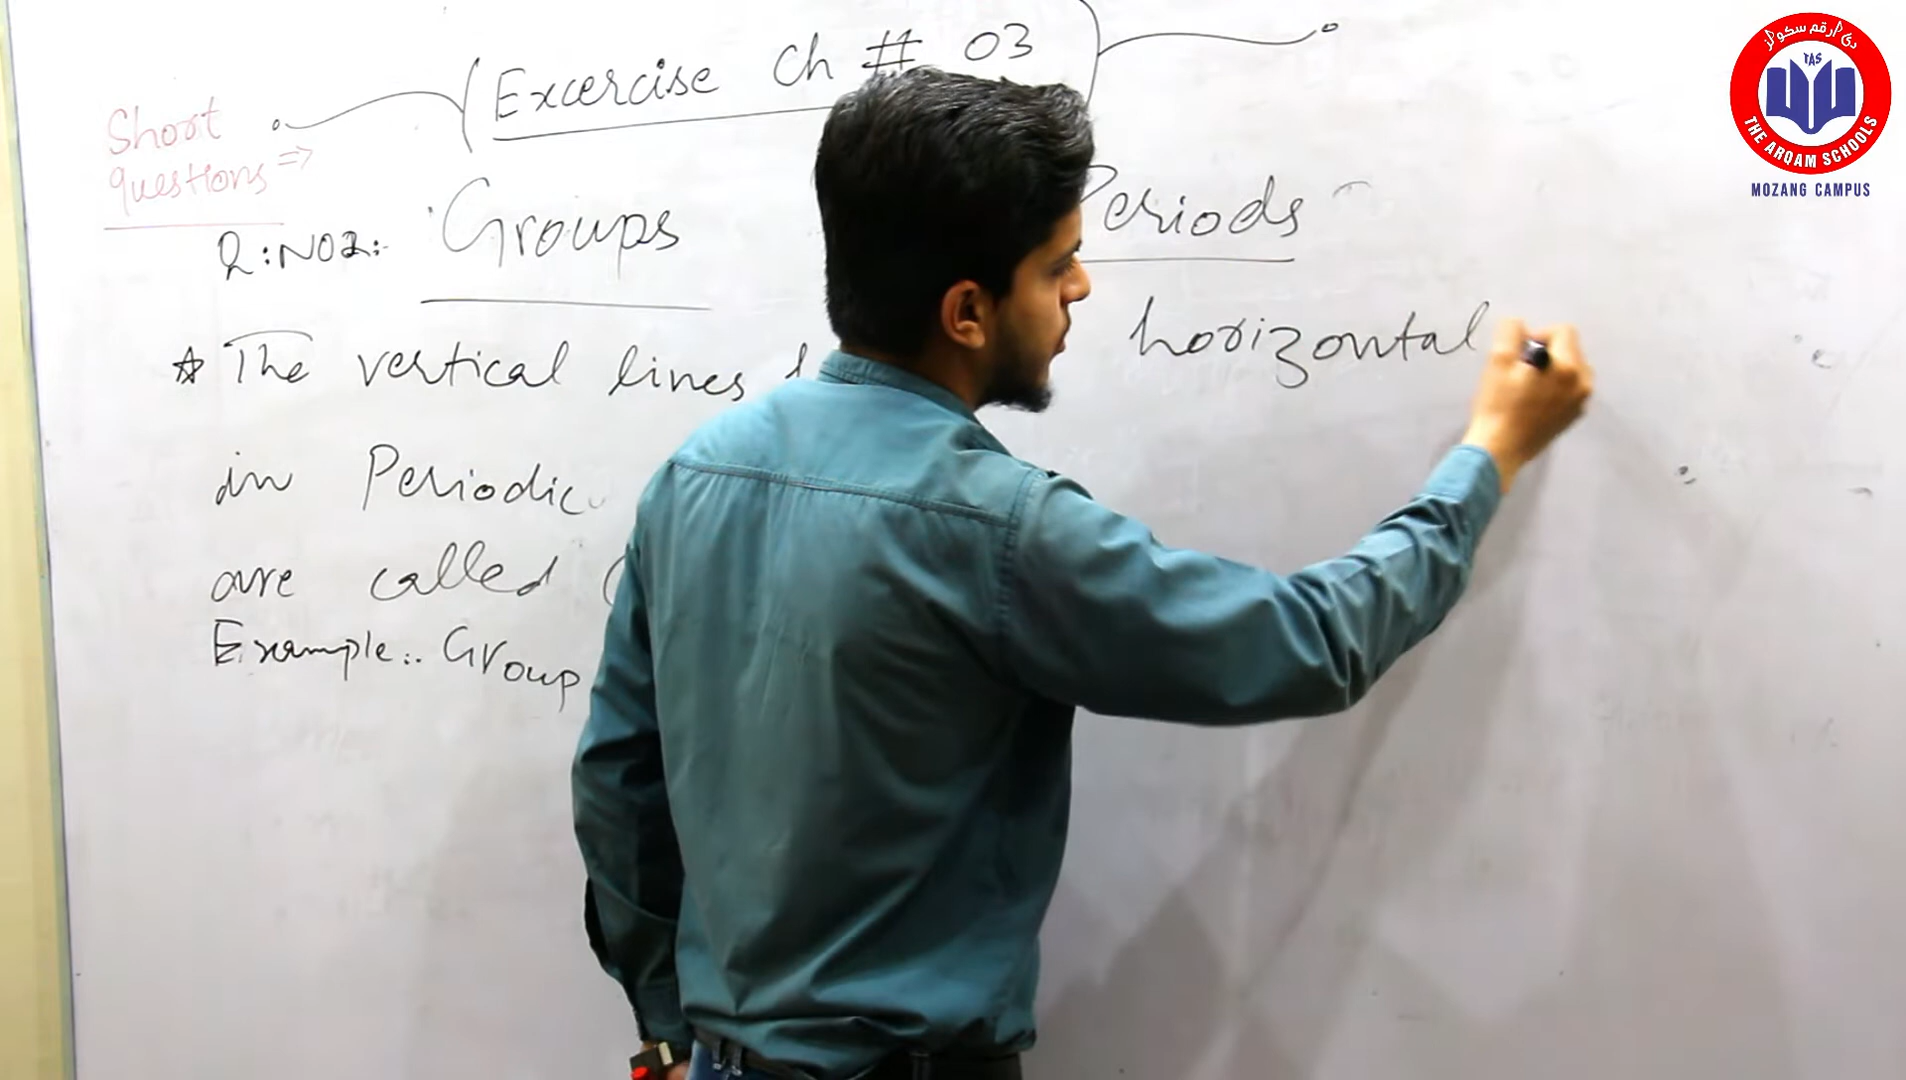 Excercise Ch # 03
Short
questions =>
Q:NO2:- Groups
Periods
The vertical lines
in Periodic
are called
Example:. Group
horizontal
دی ارقم سکولز
TAS
THE ARQAM SCHOOLS
MOZANG CAMPUS